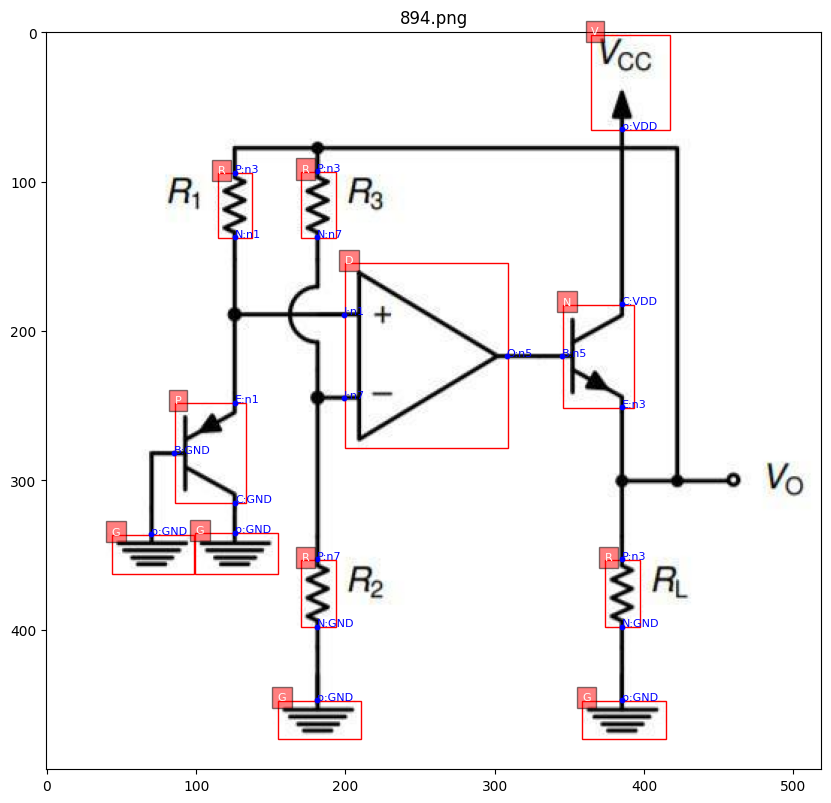 894.png
0
100
200
300
400
0
100
200
300
400
500
V
V_CC
p:VDD
R
P:n3
R
P:n3
R_1
R_3
N:n1
N:n7
D
+
−
O:n5
N
C:VDD
B:n5
E:n3
P
E:n1
B:GND
C:GND
G
p:GND
G
p:GND
V_O
R
P:n7
R_2
N:GND
R
P:n3
R_L
N:GND
G
p:GND
G
p:GND